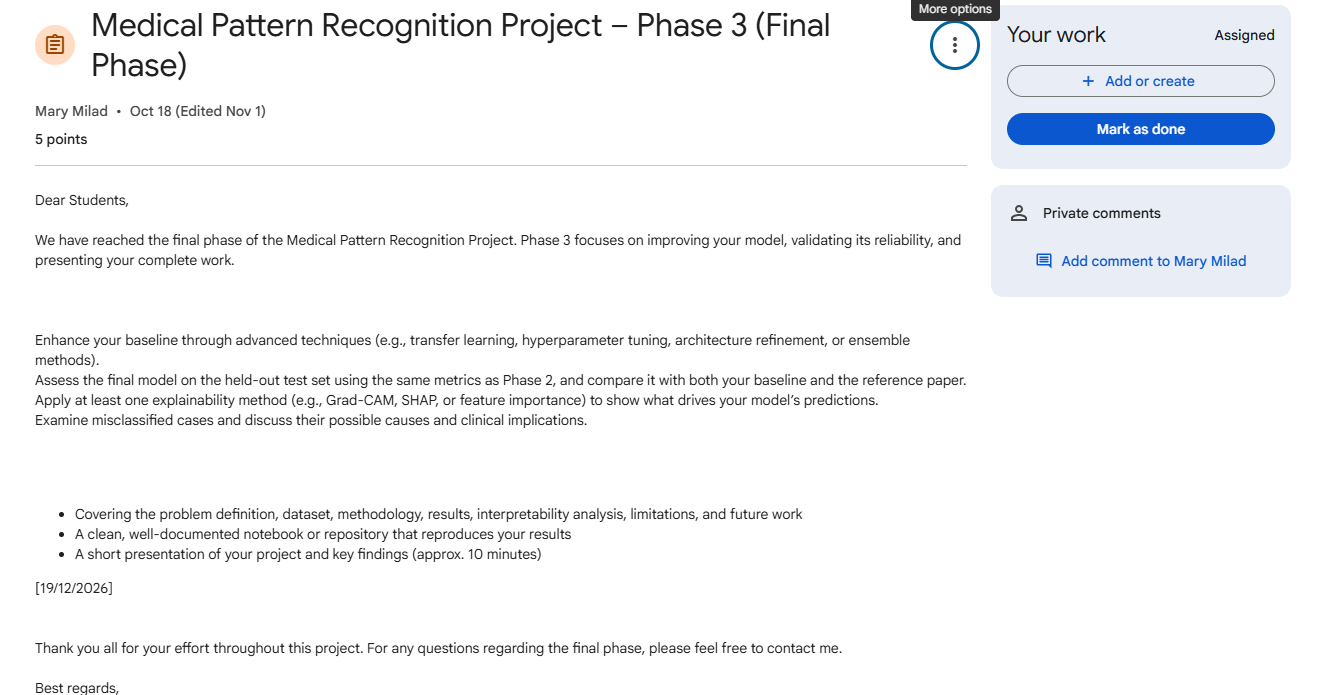 More options
Medical Pattern Recognition Project – Phase 3 (Final
Phase)
Mary Milad • Oct 18 (Edited Nov 1)
5 points
Dear Students,
We have reached the final phase of the Medical Pattern Recognition Project. Phase 3 focuses on improving your model, validating its reliability, and
presenting your complete work.
Enhance your baseline through advanced techniques (e.g., transfer learning, hyperparameter tuning, architecture refinement, or ensemble
methods).
Assess the final model on the held-out test set using the same metrics as Phase 2, and compare it with both your baseline and the reference paper.
Apply at least one explainability method (e.g., Grad-CAM, SHAP, or feature importance) to show what drives your model’s predictions.
Examine misclassified cases and discuss their possible causes and clinical implications.
• Covering the problem definition, dataset, methodology, results, interpretability analysis, limitations, and future work
• A clean, well-documented notebook or repository that reproduces your results
• A short presentation of your project and key findings (approx. 10 minutes)
[19/12/2026]
Thank you all for your effort throughout this project. For any questions regarding the final phase, please feel free to contact me.
Best regards,
Your work
Assigned
+ Add or create
Mark as done
Private comments
Add comment to Mary Milad